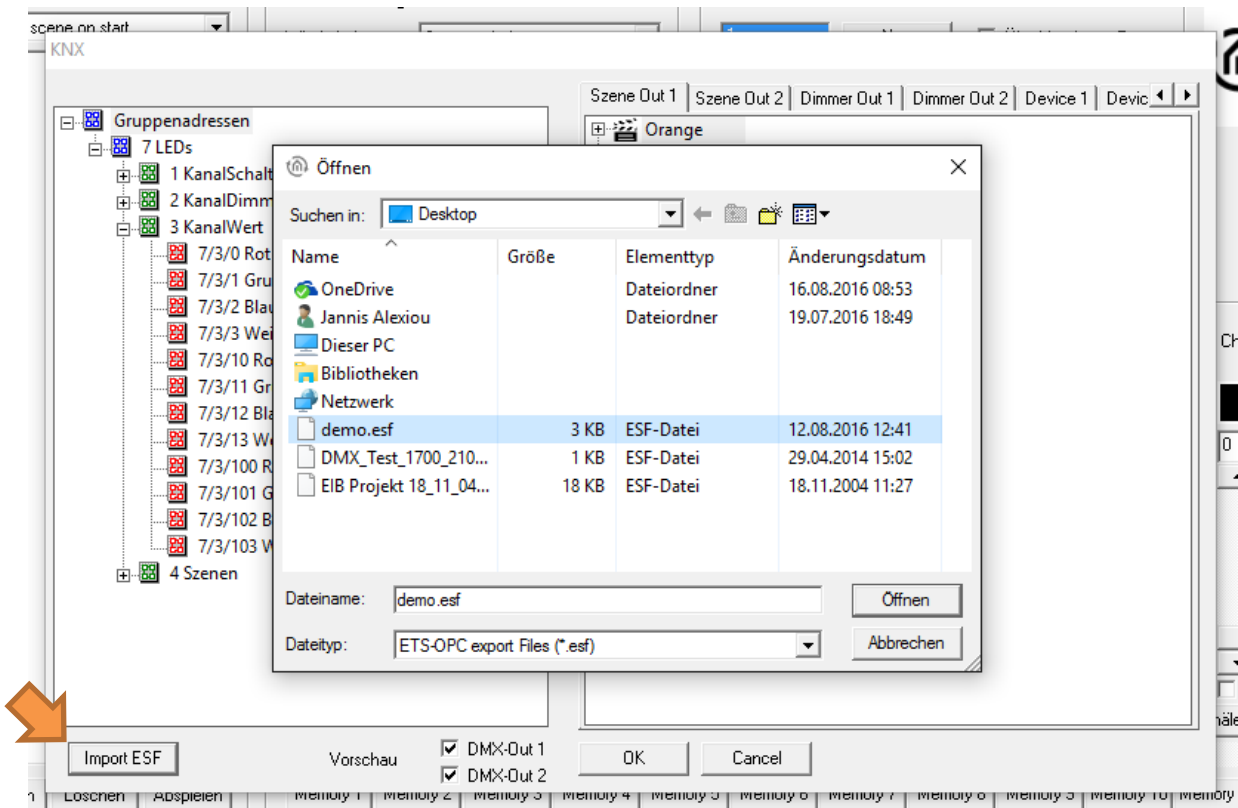 scene on start
KNX
Szene Out 1 Szene Out 2 Dimmer Out 1 Dimmer Out 2 Device 1 Devic
Gruppenadressen
7 LEDs
1 KanalSchalt
2 KanalDimm
3 KanalWert
7/3/0 Rot
7/3/1 Gru
7/3/2 Blau
7/3/3 Wei
7/3/10 Ro
7/3/11 Gr
7/3/12 Bla
7/3/13 We
7/3/100 R
7/3/101 G
7/3/102 B
7/3/103 W
4 Szenen
Orange
Öffnen
Suchen in: Desktop
Name Größe Elementtyp Änderungsdatum
OneDrive Dateiordner 16.08.2016 08:53
Jannis Alexiou Dateiordner 19.07.2016 18:49
Dieser PC
Bibliotheken
Netzwerk
demo.esf 3 KB ESF-Datei 12.08.2016 12:41
DMX_Test_1700_210... 1 KB ESF-Datei 29.04.2014 15:02
EIB Projekt 18_11_04... 18 KB ESF-Datei 18.11.2004 11:27
Dateiname: demo.esf Öffnen
Dateityp: ETS-OPC export Files (*.esf) Abbrechen
Ch
0
näle
Import ESF Vorschau DMX-Out 1 OK Cancel
DMX-Out 2
n Löschen Abspielen Memory 1 Memory 2 Memory 3 Memory 4 Memory 5 Memory 6 Memory 7 Memory 8 Memory 9 Memory 10 Memory